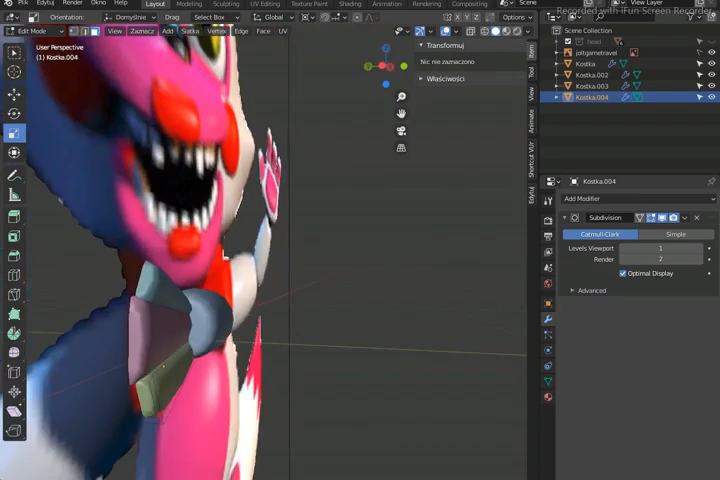 Plik Edytuj Render Okno Pomoc Layout Modeling Sculpting UV Editing Texture Paint Shading Animation Rendering Compositing Scene View Layer
Recorded with iFun Screen Recorder
Orientation: Domyślnie Drag: Select Box Global Options
Edit Mode View Zaznacz Add Siatka Vertex Edge Face UV
User Perspective
(1) Kostka.004
Transformuj
Nic nie zaznaczono
Właściwości
Item
Tool
View
Animate
Shortcut VUr
Edytuj
Scene Collection
head
joltgametravel
Kostka
Kostka.002
Kostka.003
Kostka.004
Kostka.004
Add Modifier
Subdivision
Catmull-Clark Simple
Levels Viewport 1
Render 2
Optimal Display
Advanced